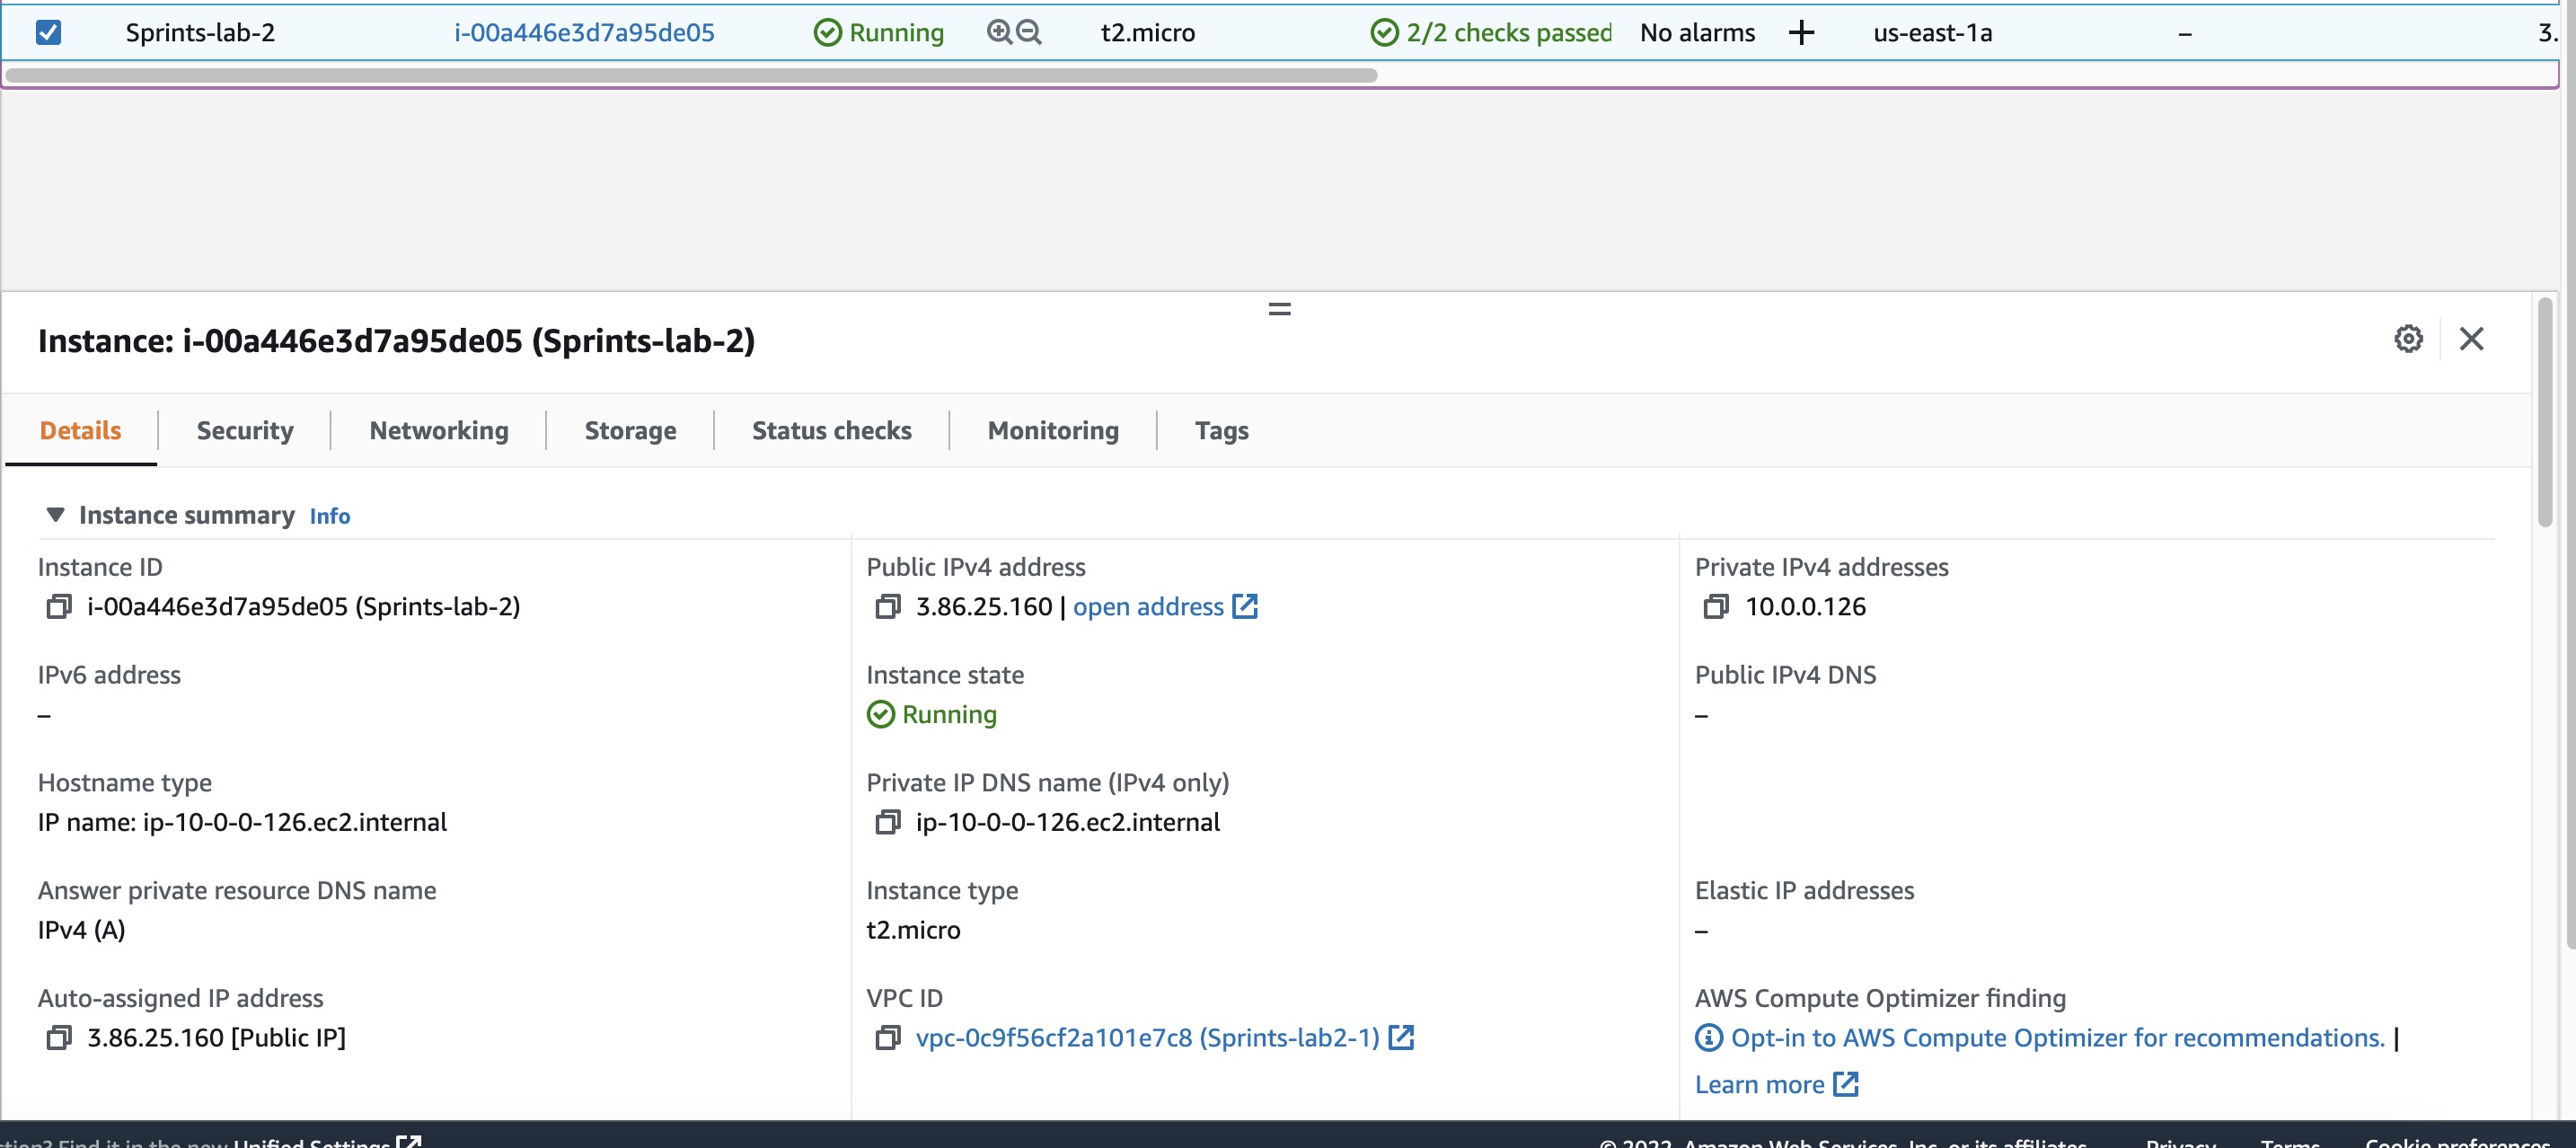 Sprints-lab-2 i-00a446e3d7a95de05 Running t2.micro 2/2 checks passed No alarms + us-east-1a – 3.
Instance: i-00a446e3d7a95de05 (Sprints-lab-2)
Details Security Networking Storage Status checks Monitoring Tags
Instance summary Info
Instance ID
i-00a446e3d7a95de05 (Sprints-lab-2)
Public IPv4 address
3.86.25.160 | open address
Private IPv4 addresses
10.0.0.126
IPv6 address
–
Instance state
Running
Public IPv4 DNS
–
Hostname type
IP name: ip-10-0-0-126.ec2.internal
Private IP DNS name (IPv4 only)
ip-10-0-0-126.ec2.internal
Answer private resource DNS name
IPv4 (A)
Instance type
t2.micro
Elastic IP addresses
–
Auto-assigned IP address
3.86.25.160 [Public IP]
VPC ID
vpc-0c9f56cf2a101e7c8 (Sprints-lab2-1)
AWS Compute Optimizer finding
Opt-in to AWS Compute Optimizer for recommendations. |
Learn more
Find it in the new Unified Settings © 2022, Amazon Web Services, Inc. or its affiliates. Privacy Terms Cookie preferences